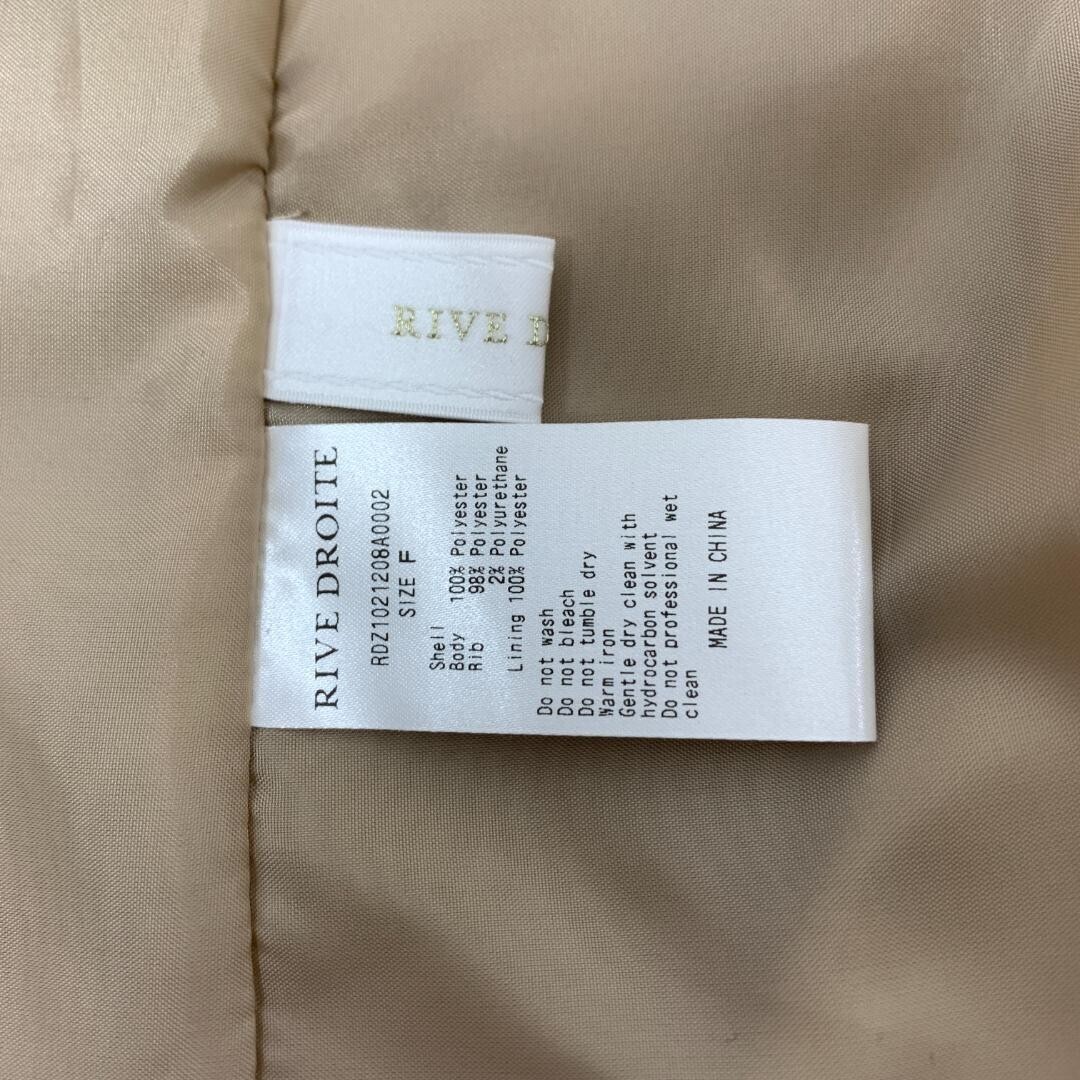 RIVE D
RIVE DROITE
RDZ1021208A0002
SIZE F
Shell
Body 100% Polyester
Rib 98% Polyester
2% Polyurethane
Lining 100% Polyester
Do not wash
Do not bleach
Do not tumble dry
Warm iron
Gentle dry clean with
hydrocarbon solvent
Do not professional wet
clean
MADE IN CHINA